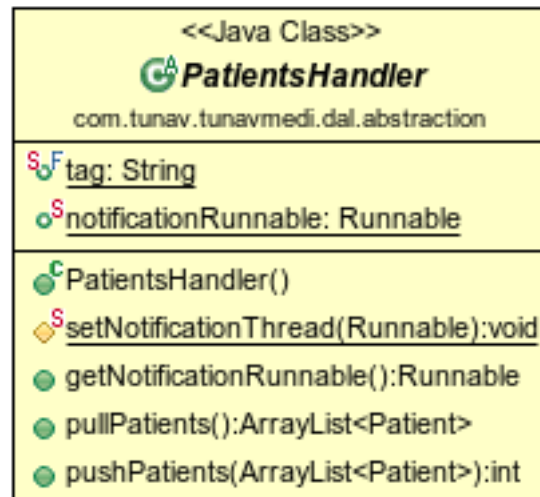 <<Java Class>>
PatientsHandler
com.tunav.tunavmedi.dal.abstraction
tag: String
notificationRunnable: Runnable
PatientsHandler()
setNotificationThread(Runnable):void
getNotificationRunnable():Runnable
pullPatients():ArrayList<Patient>
pushPatients(ArrayList<Patient>):int